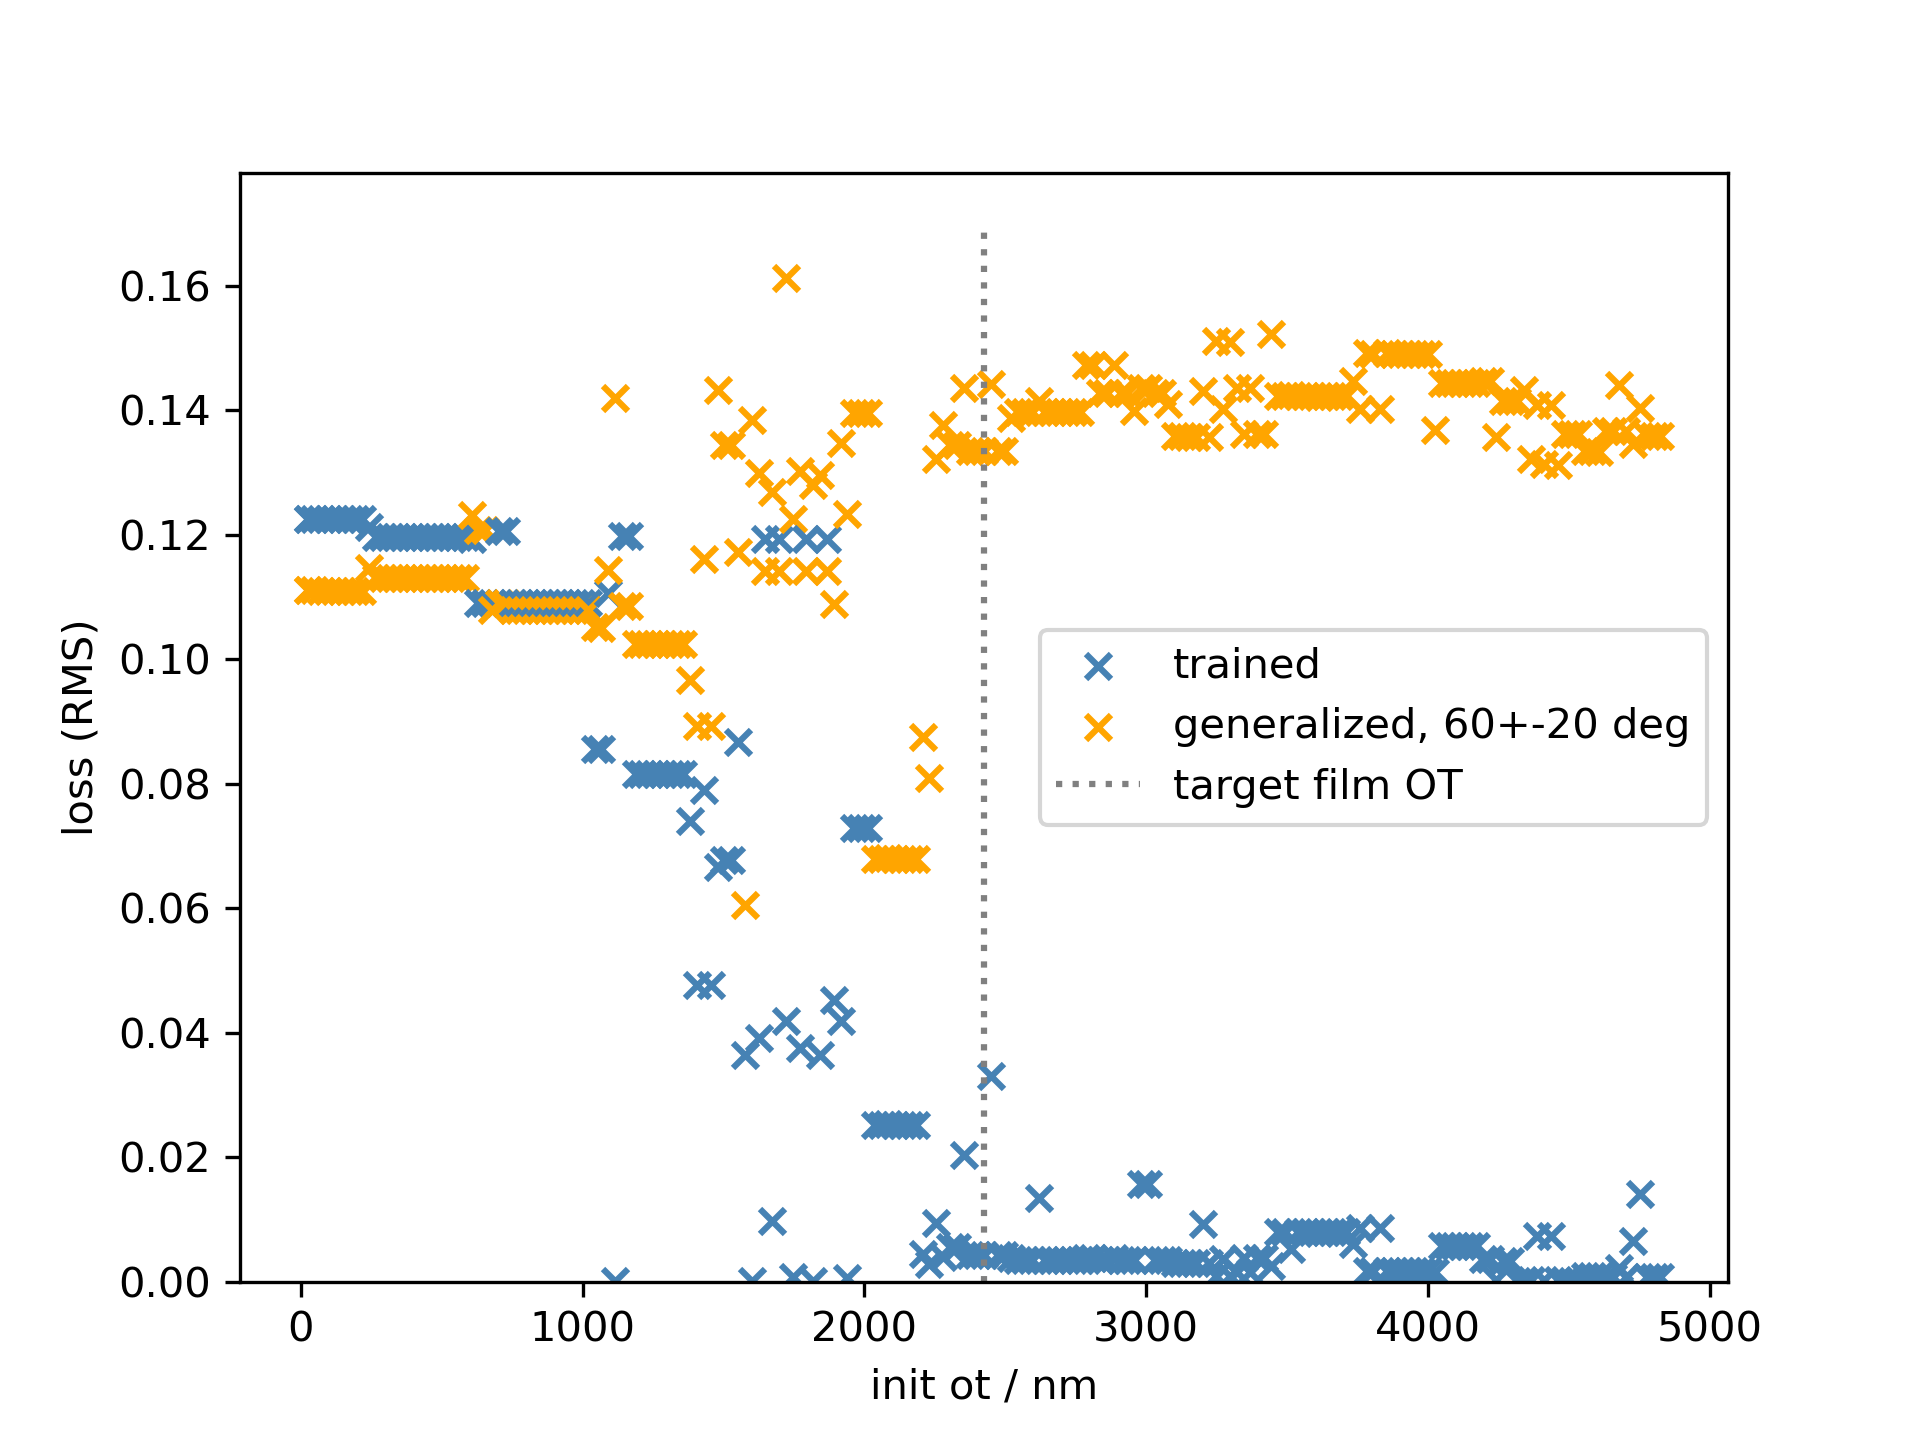 0.16
0.14
0.12
0.10
0.08
0.06
0.04
0.02
0.00
loss (RMS)
trained
generalized, 60+-20 deg
target film OT
0 1000 2000 3000 4000 5000
init ot / nm